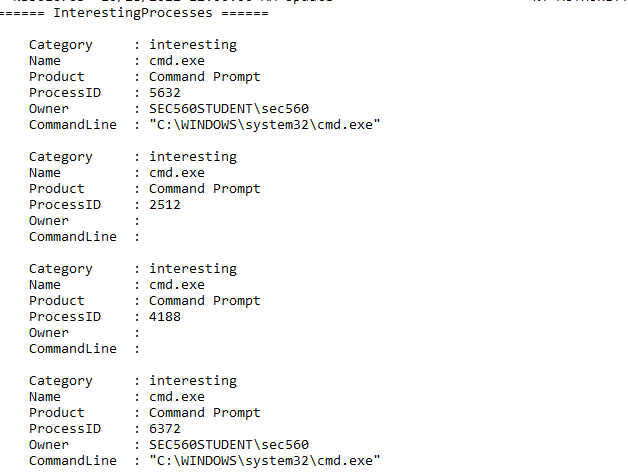 ====== InterestingProcesses ======
Category : interesting
Name : cmd.exe
Product : Command Prompt
ProcessID : 5632
Owner : SEC560STUDENT\sec560
CommandLine : "C:\WINDOWS\system32\cmd.exe"
Category : interesting
Name : cmd.exe
Product : Command Prompt
ProcessID : 2512
Owner :
CommandLine :
Category : interesting
Name : cmd.exe
Product : Command Prompt
ProcessID : 4188
Owner :
CommandLine :
Category : interesting
Name : cmd.exe
Product : Command Prompt
ProcessID : 6372
Owner : SEC560STUDENT\sec560
CommandLine : "C:\WINDOWS\system32\cmd.exe"